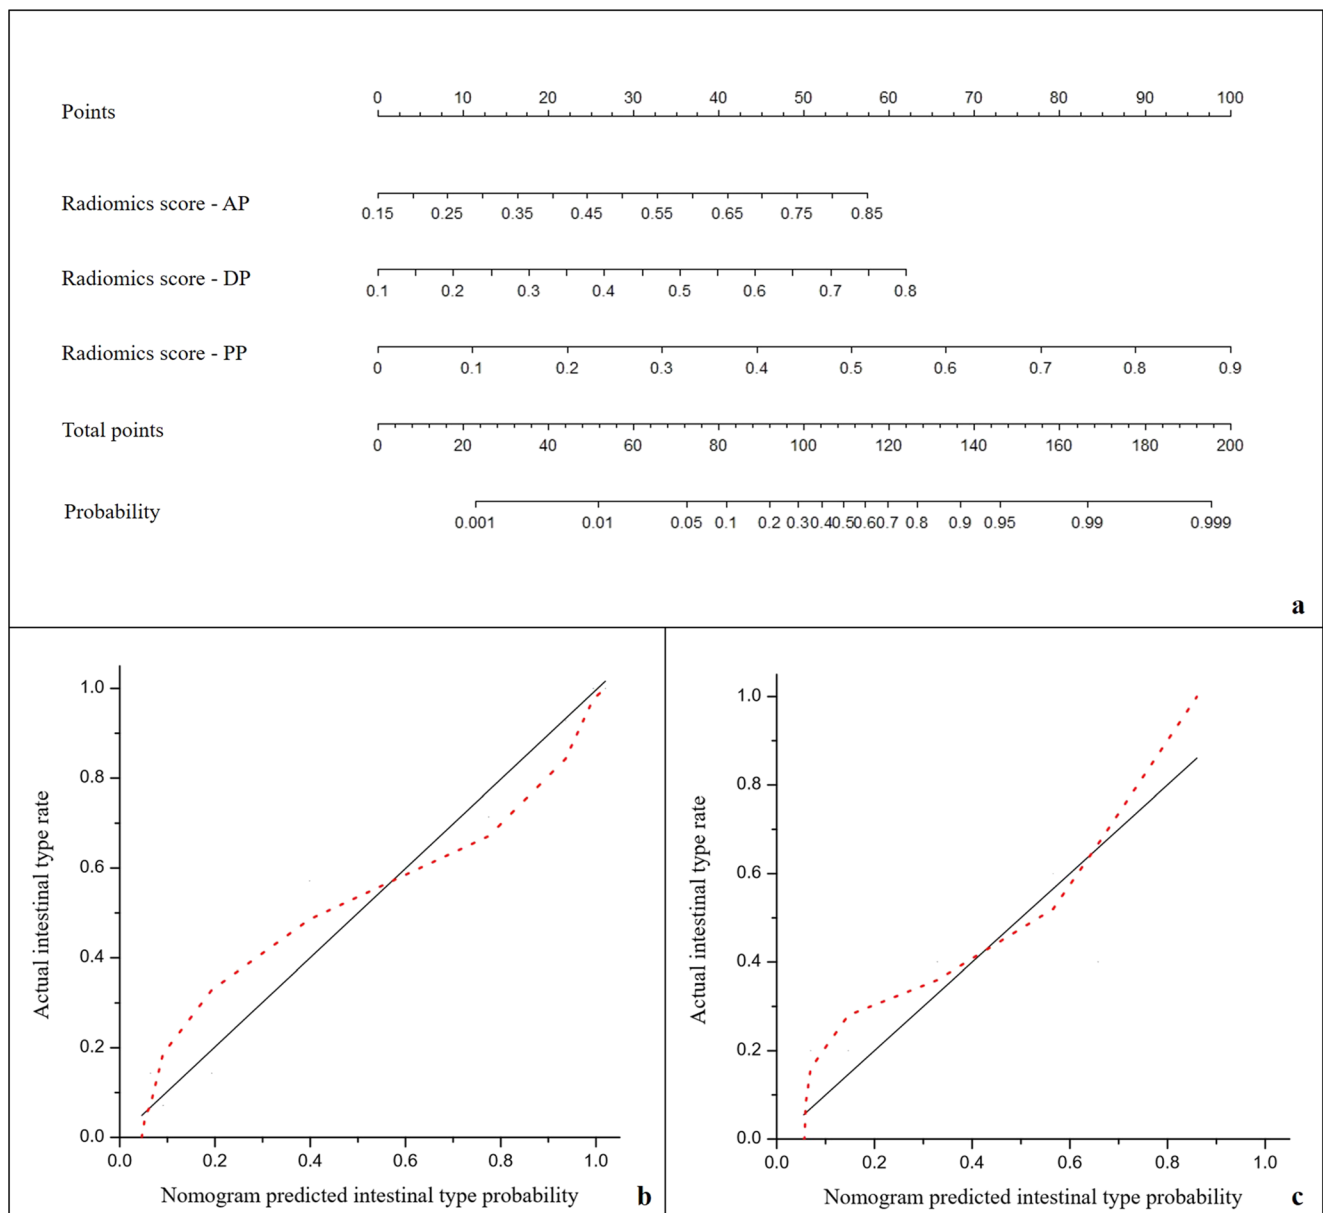 0 10 20 30 40 50 60 70 80 90 100
Points
Radiomics score - AP
0.15 0.25 0.35 0.45 0.55 0.65 0.75 0.85
Radiomics score - DP
0.1 0.2 0.3 0.4 0.5 0.6 0.7 0.8
Radiomics score - PP
0 0.1 0.2 0.3 0.4 0.5 0.6 0.7 0.8 0.9
Total points
0 20 40 60 80 100 120 140 160 180 200
Probability
0.001 0.01 0.05 0.1 0.2 0.3 0.4 0.5 0.6 0.7 0.8 0.9 0.95 0.99 0.999
a
Actual intestinal type rate
1.0
0.8
0.6
0.4
0.2
0.0
0.0 0.2 0.4 0.6 0.8 1.0
Nomogram predicted intestinal type probability
b
Actual intestinal type rate
1.0
0.8
0.6
0.4
0.2
0.0
0.0 0.2 0.4 0.6 0.8 1.0
Nomogram predicted intestinal type probability
c